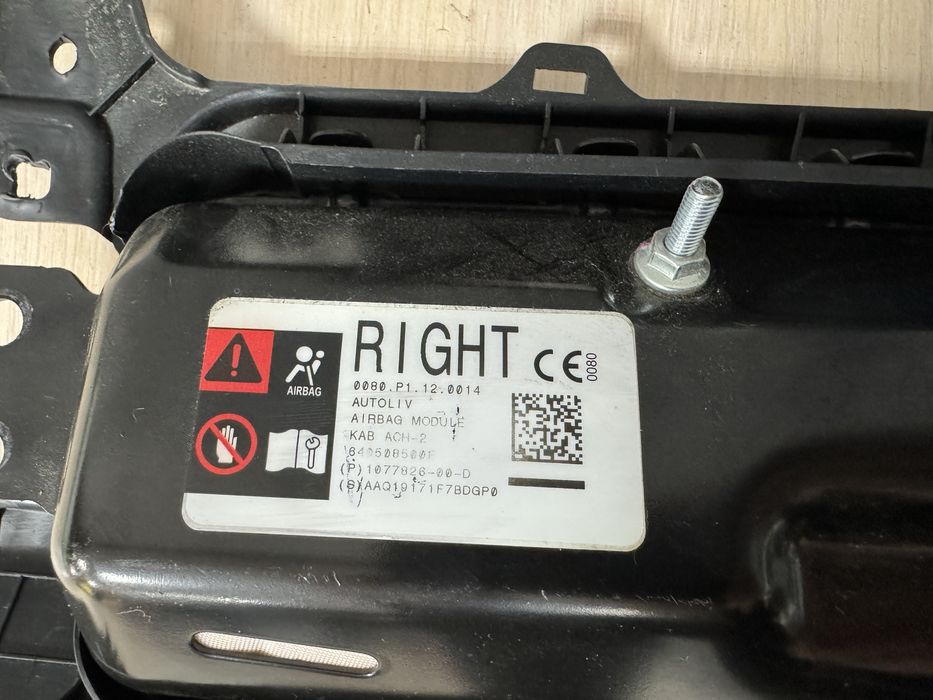 RIGHT
CE 0080
0080.P1.12.0014
AUTOLIV
AIRBAG MODULE
KAB ACH-2
(P)1077826-00-D
(S)AAQ19171F7BDGP0
AIRBAG